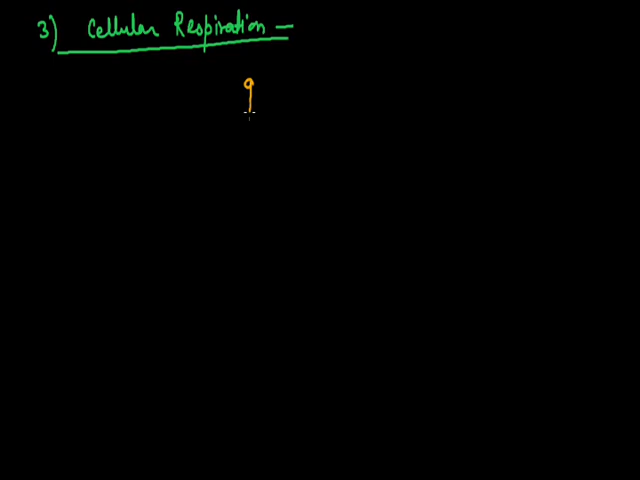 3) Cellular Respiration —